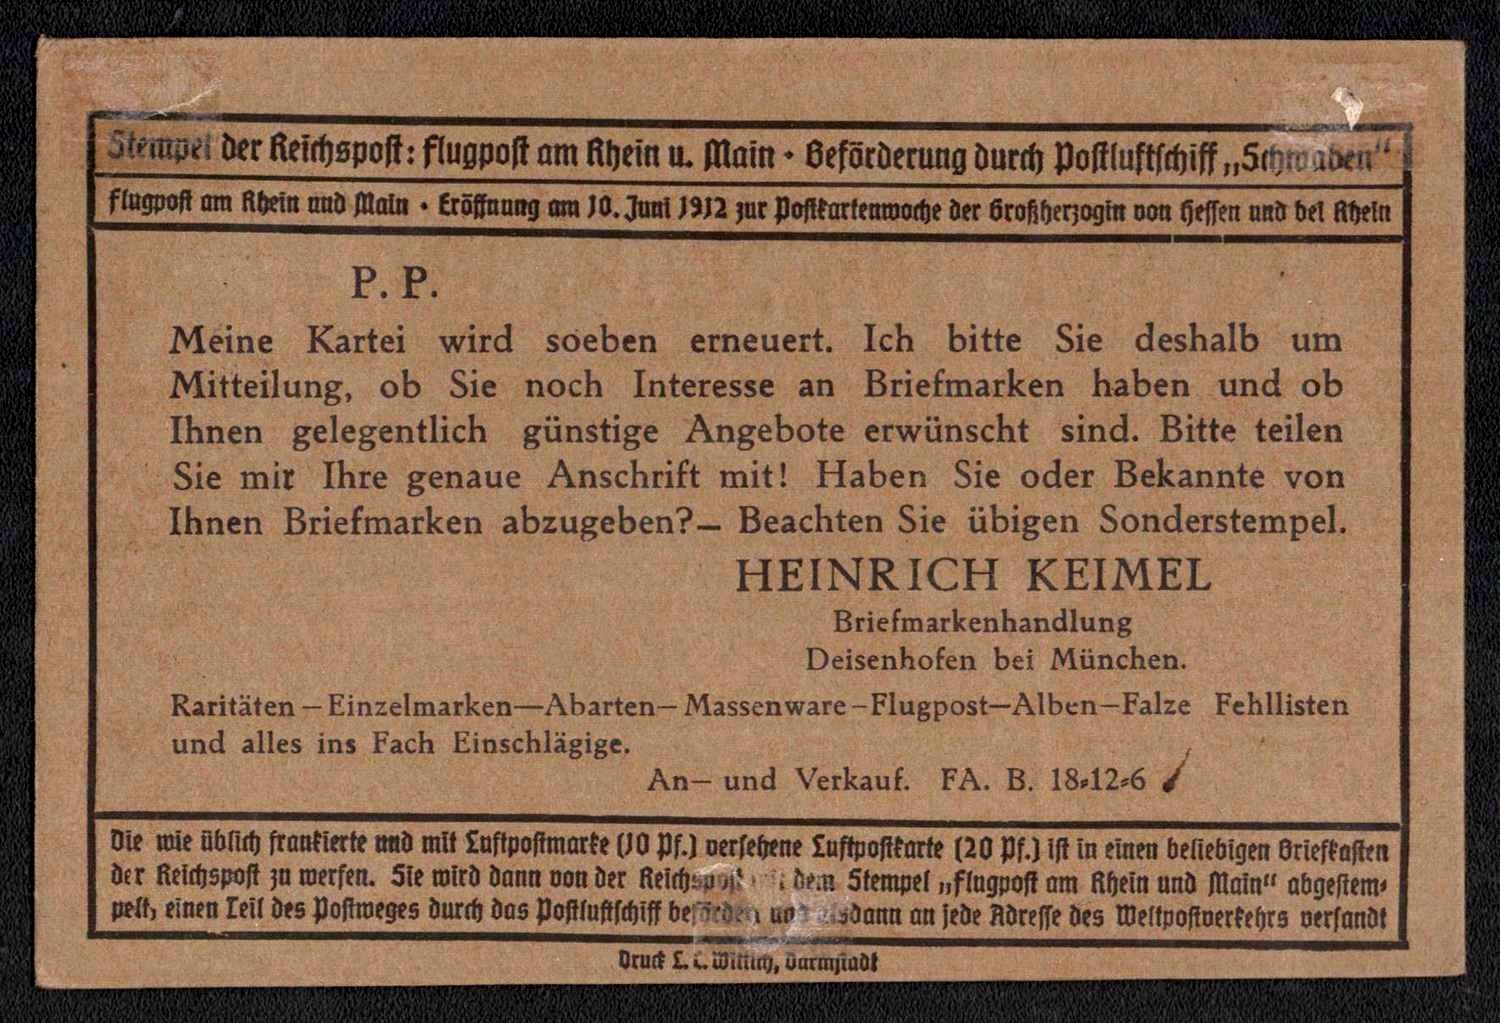 Stempel der Reichspost: Flugpost am Rhein u. Main · Beförderung durch Postluftschiff „Schwaben“
Flugpost am Rhein und Main · Eröffnung am 10. Juni 1912 zur Postkartenwoche der Großherzogin von Hessen und bei Rhein
P. P.
Meine Kartei wird soeben erneuert. Ich bitte Sie deshalb um
Mitteilung, ob Sie noch Interesse an Briefmarken haben und ob
Ihnen gelegentlich günstige Angebote erwünscht sind. Bitte teilen
Sie mir Ihre genaue Anschrift mit! Haben Sie oder Bekannte von
Ihnen Briefmarken abzugeben?— Beachten Sie übigen Sonderstempel.
HEINRICH KEIMEL
Briefmarkenhandlung
Deisenhofen bei München.
Raritäten—Einzelmarken—Abarten—Massenware—Flugpost—Alben—Falze Fehllisten
und alles ins Fach Einschlägige.
An— und Verkauf. FA. B. 18=12=6
Die wie üblich frankierte und mit Luftpostmarke (10 Pf.) versehene Luftpostkarte (20 Pf.) ist in einen beliebigen Briefkasten
der Reichspost zu werfen. Sie wird dann von der Reichspost mit dem Stempel „Flugpost am Rhein und Main“ abgestem=
pelt, einen Teil des Postweges durch das Postluftschiff befördert und alsdann an jede Adresse des Weltpostverkehrs versandt
Druck L. C. Wittich, Darmstadt